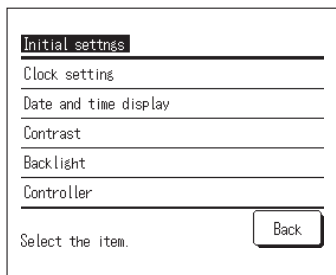 Initial settngs
Clock setting
Date and time display
Contrast
Backlight
Controller
Select the item.
Back